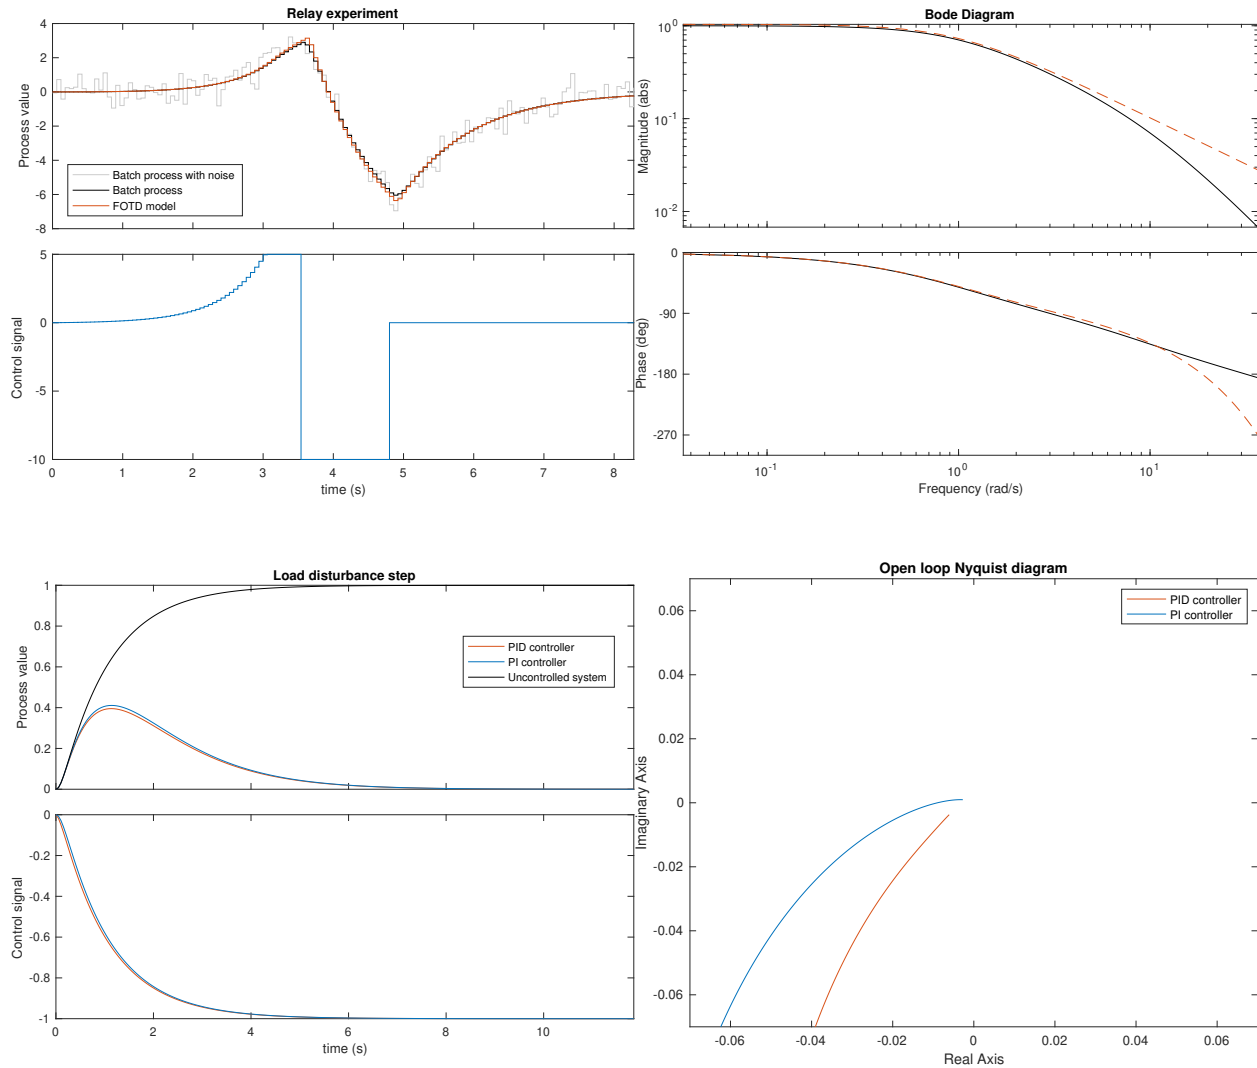 Relay experiment
4
2
0
-2
-4
-6
-8
Process value
Batch process with noise
Batch process
FOTD model
5
0
-5
-10
Control signal
0 1 2 3 4 5 6 7 8
time (s)
Bode Diagram
10^0
10^-1
10^-2
Magnitude (abs)
0
-90
-180
-270
Phase (deg)
10^-1 10^0 10^1
Frequency (rad/s)
Load disturbance step
1
0.8
0.6
0.4
0.2
0
Process value
PID controller
PI controller
Uncontrolled system
0
-0.2
-0.4
-0.6
-0.8
-1
Control signal
0 2 4 6 8 10
time (s)
Open loop Nyquist diagram
PID controller
PI controller
0.06
0.04
0.02
0
-0.02
-0.04
-0.06
Imaginary Axis
-0.06 -0.04 -0.02 0 0.02 0.04 0.06
Real Axis